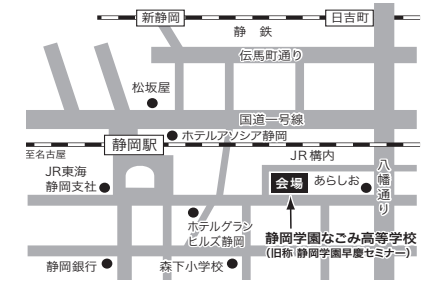 新静岡
日吉町
静 鉄
伝馬町通り
松坂屋
国道一号線
ホテルアソシア静岡
静岡駅
至名古屋
JR構内
JR東海
静岡支社
会場
あらしお
八幡通り
ホテルグラン
ヒルズ静岡
静岡学園なごみ高等学校
(旧称 静岡学園早慶セミナー)
静岡銀行
森下小学校